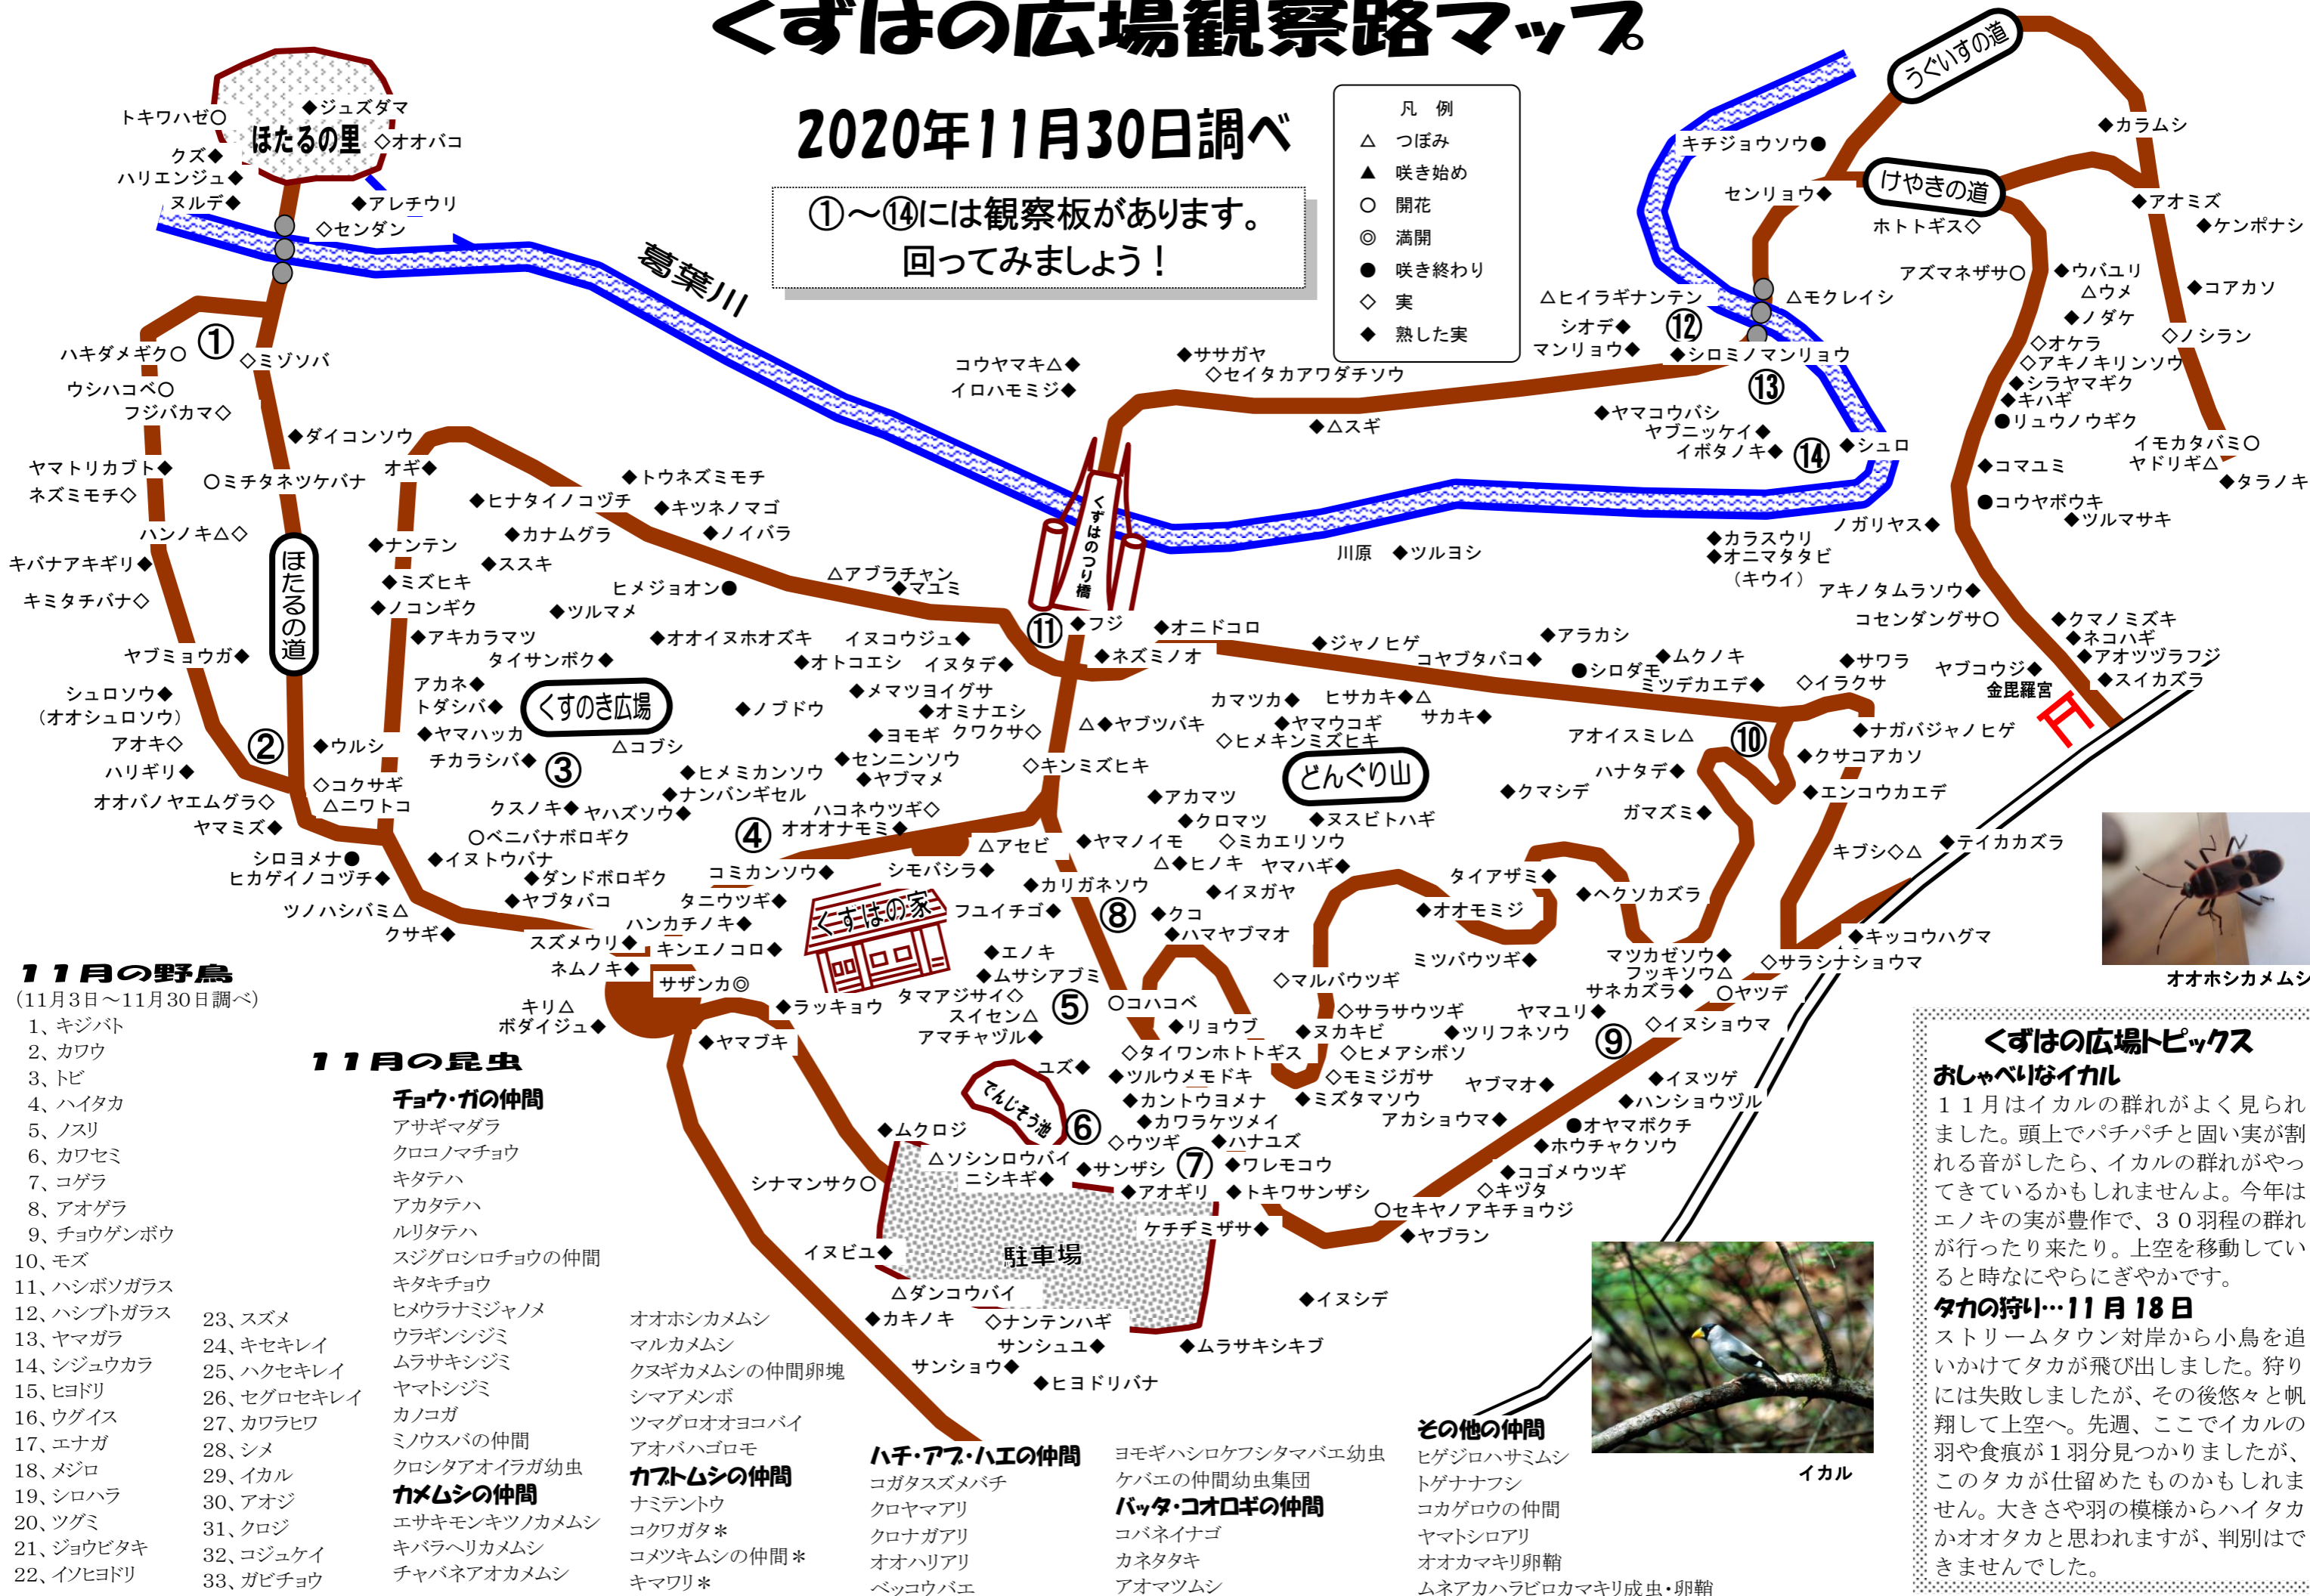 くずはの広場観察路マップ
2020年11月30日調べ
①～⑭には観察板があります。
回ってみましょう！
凡　例
△　つぼみ
▲　咲き始め
○　開花
◎　満開
●　咲き終わり
◇　実
◆　熟した実
トキワハゼ○
◆ジュズダマ
ほたるの里
◇オオバコ
クズ◆
ハリエンジュ◆
ヌルデ◆
◆アレチウリ
◇センダン
葛葉川
うぐいすの道
◆カラムシ
キチジョウソウ●
けやきの道
センリョウ◆
◆アオミズ
ホトトギス◇
◆ケンポナシ
アズマネザサ○
◆ウバユリ
△ウメ
◆コアカソ
◆ノダケ
◇ノシラン
◇オケラ
◇アキノキリンソウ
◆シラヤマギク
◆キハギ
●リュウノウギク
イモカタバミ○
ヤドリギ△
◆タラノキ
◆コマユミ
●コウヤボウキ
◆ツルマサキ
△ヒイラギナンテン
△モクレイシ
シオデ◆
⑫
マンリョウ◆
◆シロミノマンリョウ
⑬
◆ヤマコウバシ
ヤブニッケイ◆
イボタノキ◆
⑭
◆シュロ
ノガリヤス◆
◆カラスウリ
◆オニマタタビ
（キウイ）
アキノタムラソウ◆
コセンダングサ○
◆クマノミズキ
◆ネコハギ
◆アオツヅラフジ
◆スイカズラ
ヤブコウジ◆
金毘羅宮
コウヤマキ△◆
イロハモミジ◆
◆ササガヤ
◇セイタカアワダチソウ
◆△スギ
くずはのつり橋
川原　◆ツルヨシ
ハキダメギク○
①
◇ミゾソバ
ウシハコベ○
フジバカマ◇
◆ダイコンソウ
ヤマトリカブト◆
ネズミモチ◇
○ミチタネツケバナ
オギ◆
◆トウネズミモチ
◆ヒナタイノコヅチ
◆キツネノマゴ
ハンノキ△◇
◆カナムグラ
◆ノイバラ
◆ナンテン
キバナアキギリ◆
◆ススキ
ほたるの道
◆ミズヒキ
ヒメジョオン●
△アブラチャン
◆マユミ
キミタチバナ◇
◆ノコンギク
◆ツルマメ
⑪
◆フジ
◆オニドコロ
◆アキカラマツ
◆オオイヌホオズキ
イヌコウジュ◆
◆ネズミノオ
◆ジャノヒゲ
◆アラカシ
ヤブミョウガ◆
タイサンボク◆
◆オトコエシ
イヌタデ◆
コヤブタバコ◆
●シロダモ
◆ムクノキ
◆サワラ
アカネ◆
トダシバ◆
くすのき広場
◆メマツヨイグサ
カマツカ◆
ヒサカキ◆△
ミツデカエデ◆
◇イラクサ
シュロソウ◆
（オオシュロソウ）
◆ノブドウ
◆オミナエシ
サカキ◆
◆ヤマハッカ
◆ヨモギ
クワクサ◇
△◆ヤブツバキ
◆ヤマウコギ
◇ヒメキンミズヒキ
◆ナガバジャノヒゲ
アオキ◇
②
◆ウルシ
△コブシ
チカラシバ◆
③
◆センニンソウ
アオイスミレ△
⑩
◆クサコアカソ
ハリギリ◆
◇コクサギ
◆ヒメミカンソウ
◆ヤブマメ
◇キンミズヒキ
どんぐり山
ハナタデ◆
オオバノヤエムグラ◇
△ニワトコ
◆ナンバンギセル
◆アカマツ
◆クマシデ
◆エンコウカエデ
ヤマミズ◆
クスノキ◆
ヤハズソウ◆
ハコネウツギ◇
◆クロマツ
◆ヌスビトハギ
ガマズミ◆
④
オオオナモミ◆
○ベニバナボロギク
△アセビ
◆ヤマノイモ
◇ミカエリソウ
シロヨメナ●
◆イヌトウバナ
△◆ヒノキ
ヤマハギ◆
キブシ◇△
◆テイカカズラ
ヒカゲイノコヅチ◆
◆ダンドボロギク
コミカンソウ◆
シモバシラ◆
◆カリガネソウ
◆イヌガヤ
タイアザミ◆
◆ヘクソカズラ
◆ヤブタバコ
タニウツギ◆
くずはの家
フユイチゴ◆
⑧
◆クコ
◆オオモミジ
ツノハシバミ△
ハンカチノキ◆
◆ハマヤブマオ
クサギ◆
スズメウリ◆
キンエノコロ◆
◆エノキ
ミツバウツギ◆
マツカゼソウ◆
◆キッコウハグマ
ネムノキ◆
サザンカ◎
◆ムサシアブミ
◇マルバウツギ
フッキソウ△
◇サラシナショウマ
キリ△
◆ラッキョウ
タマアジサイ◇
⑤
○コハコベ
サネカズラ◆
○ヤツデ
ボダイジュ◆
スイセン△
◇サラサウツギ
ヤマユリ◆
アマチャヅル◆
◆リョウブ
◆ヌカキビ
◆ツリフネソウ
⑨
◇イヌショウマ
◆ヤマブキ
◇タイワンホトトギス
◇ヒメアシボソ
ユズ◆
◆ツルウメモドキ
◇モミジガサ
ヤブマオ◆
◆イヌツゲ
でんじそう池
◆カントウヨメナ
◆ミズタマソウ
◆ハンショウヅル
⑥
◆カワラケツメイ
アカショウマ◆
●オヤマボクチ
◆ムクロジ
◇ウツギ
◆ハナユズ
◆ホウチャクソウ
△ソシンロウバイ
◆サンザシ
⑦
◆ワレモコウ
◆コゴメウツギ
シナマンサク○
ニシキギ◆
◆アオギリ
◆トキワサンザシ
◇キヅタ
ケチヂミザサ◆
○セキヤノアキチョウジ
◆ヤブラン
イヌビユ◆
駐車場
△ダンコウバイ
◆イヌシデ
◆カキノキ
◇ナンテンハギ
サンシュユ◆
◆ムラサキシキブ
サンショウ◆
◆ヒヨドリバナ
オオホシカメムシ
イカル
11月の野鳥
（11月3日～11月30日調べ）
1、キジバト
2、カワウ
3、トビ
4、ハイタカ
5、ノスリ
6、カワセミ
7、コゲラ
8、アオゲラ
9、チョウゲンボウ
10、モズ
11、ハシボソガラス
12、ハシブトガラス
13、ヤマガラ
14、シジュウカラ
15、ヒヨドリ
16、ウグイス
17、エナガ
18、メジロ
19、シロハラ
20、ツグミ
21、ジョウビタキ
22、イソヒヨドリ
23、スズメ
24、キセキレイ
25、ハクセキレイ
26、セグロセキレイ
27、カワラヒワ
28、シメ
29、イカル
30、アオジ
31、クロジ
32、コジュケイ
33、ガビチョウ
11月の昆虫
チョウ・ガの仲間
アサギマダラ
クロコノマチョウ
キタテハ
アカタテハ
ルリタテハ
スジグロシロチョウの仲間
キタキチョウ
ヒメウラナミジャノメ
ウラギンシジミ
ムラサキシジミ
ヤマトシジミ
カノコガ
ミノウスバの仲間
クロシタアオイラガ幼虫
カメムシの仲間
エサキモンキツノカメムシ
キバラヘリカメムシ
チャバネアオカメムシ
オオホシカメムシ
マルカメムシ
クヌギカメムシの仲間卵塊
シマアメンボ
ツマグロオオヨコバイ
アオバハゴロモ
カブトムシの仲間
ナミテントウ
コクワガタ＊
コメツキムシの仲間＊
キマワリ＊
ハチ・アブ・ハエの仲間
コガタスズメバチ
クロヤマアリ
クロナガアリ
オオハリアリ
ベッコウバエ
ヨモギハシロケフシタマバエ幼虫
ケバエの仲間幼虫集団
バッタ・コオロギの仲間
コバネイナゴ
カネタタキ
アオマツムシ
その他の仲間
ヒゲジロハサミムシ
トゲナナフシ
コカゲロウの仲間
ヤマトシロアリ
オオカマキリ卵鞘
ムネアカハラビロカマキリ成虫・卵鞘
くずはの広場トピックス
おしゃべりなイカル
１１月はイカルの群れがよく見られ
ました。頭上でパチパチと固い実が割
れる音がしたら、イカルの群れがやっ
てきているかもしれませんよ。今年は
エノキの実が豊作で、３０羽程の群れ
が行ったり来たり。上空を移動してい
ると時なにやらにぎやかです。
タカの狩り…11月18日
ストリームタウン対岸から小鳥を追
いかけてタカが飛び出しました。狩り
には失敗しましたが、その後悠々と帆
翔して上空へ。先週、ここでイカルの
羽や食痕が１羽分見つかりましたが、
このタカが仕留めたものかもしれま
せん。大きさや羽の模様からハイタカ
かオオタカと思われますが、判別はで
きませんでした。